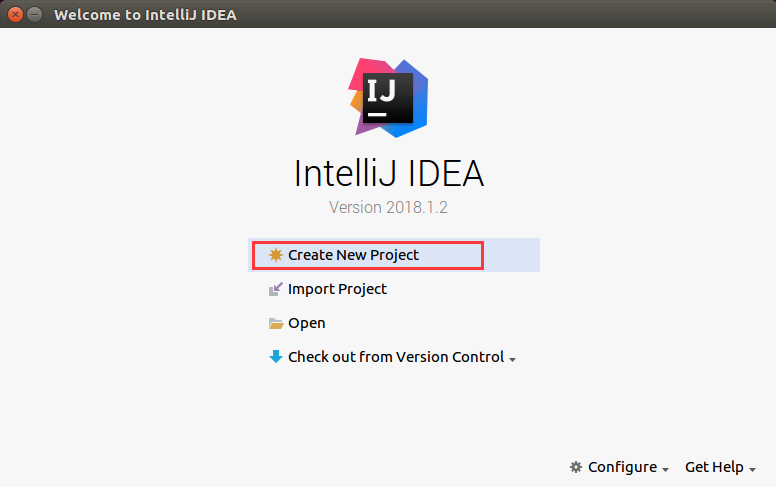 Welcome to IntelliJ IDEA
IJ
IntelliJ IDEA
Version 2018.1.2
Create New Project
Import Project
Open
Check out from Version Control
Configure
Get Help